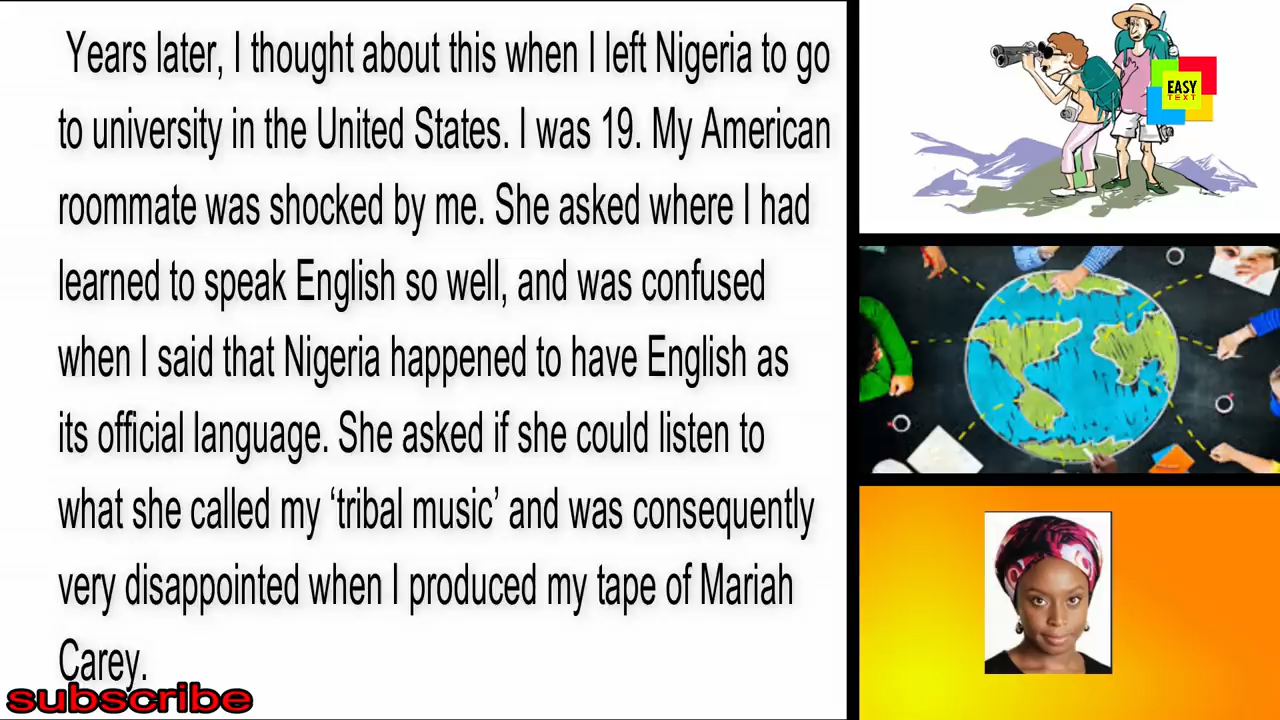 Years later, I thought about this when I left Nigeria to go
to university in the United States. I was 19. My American
roommate was shocked by me. She asked where I had
learned to speak English so well, and was confused
when I said that Nigeria happened to have English as
its official language. She asked if she could listen to
what she called my ‘tribal music’ and was consequently
very disappointed when I produced my tape of Mariah
Carey.
subscribe
EASY
TEXT